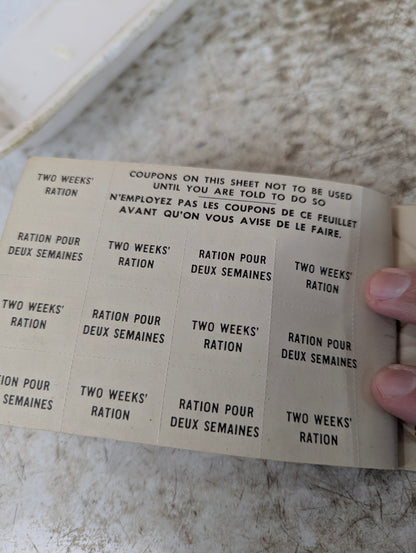 COUPONS ON THIS SHEET NOT TO BE USED
UNTIL YOU ARE TOLD TO DO SO
N'EMPLOYEZ PAS LES COUPONS DE CE FEUILLET
AVANT QU'ON VOUS AVISE DE LE FAIRE.
TWO WEEKS'
RATION
RATION POUR
DEUX SEMAINES
TWO WEEKS'
RATION
RATION POUR
DEUX SEMAINES
TWO WEEKS'
RATION
TWO WEEKS'
RATION
RATION POUR
DEUX SEMAINES
TWO WEEKS'
RATION
RATION POUR
DEUX SEMAINES
TION POUR
SEMAINES
TWO WEEKS'
RATION
RATION POUR
DEUX SEMAINES
TWO WEEKS'
RATION